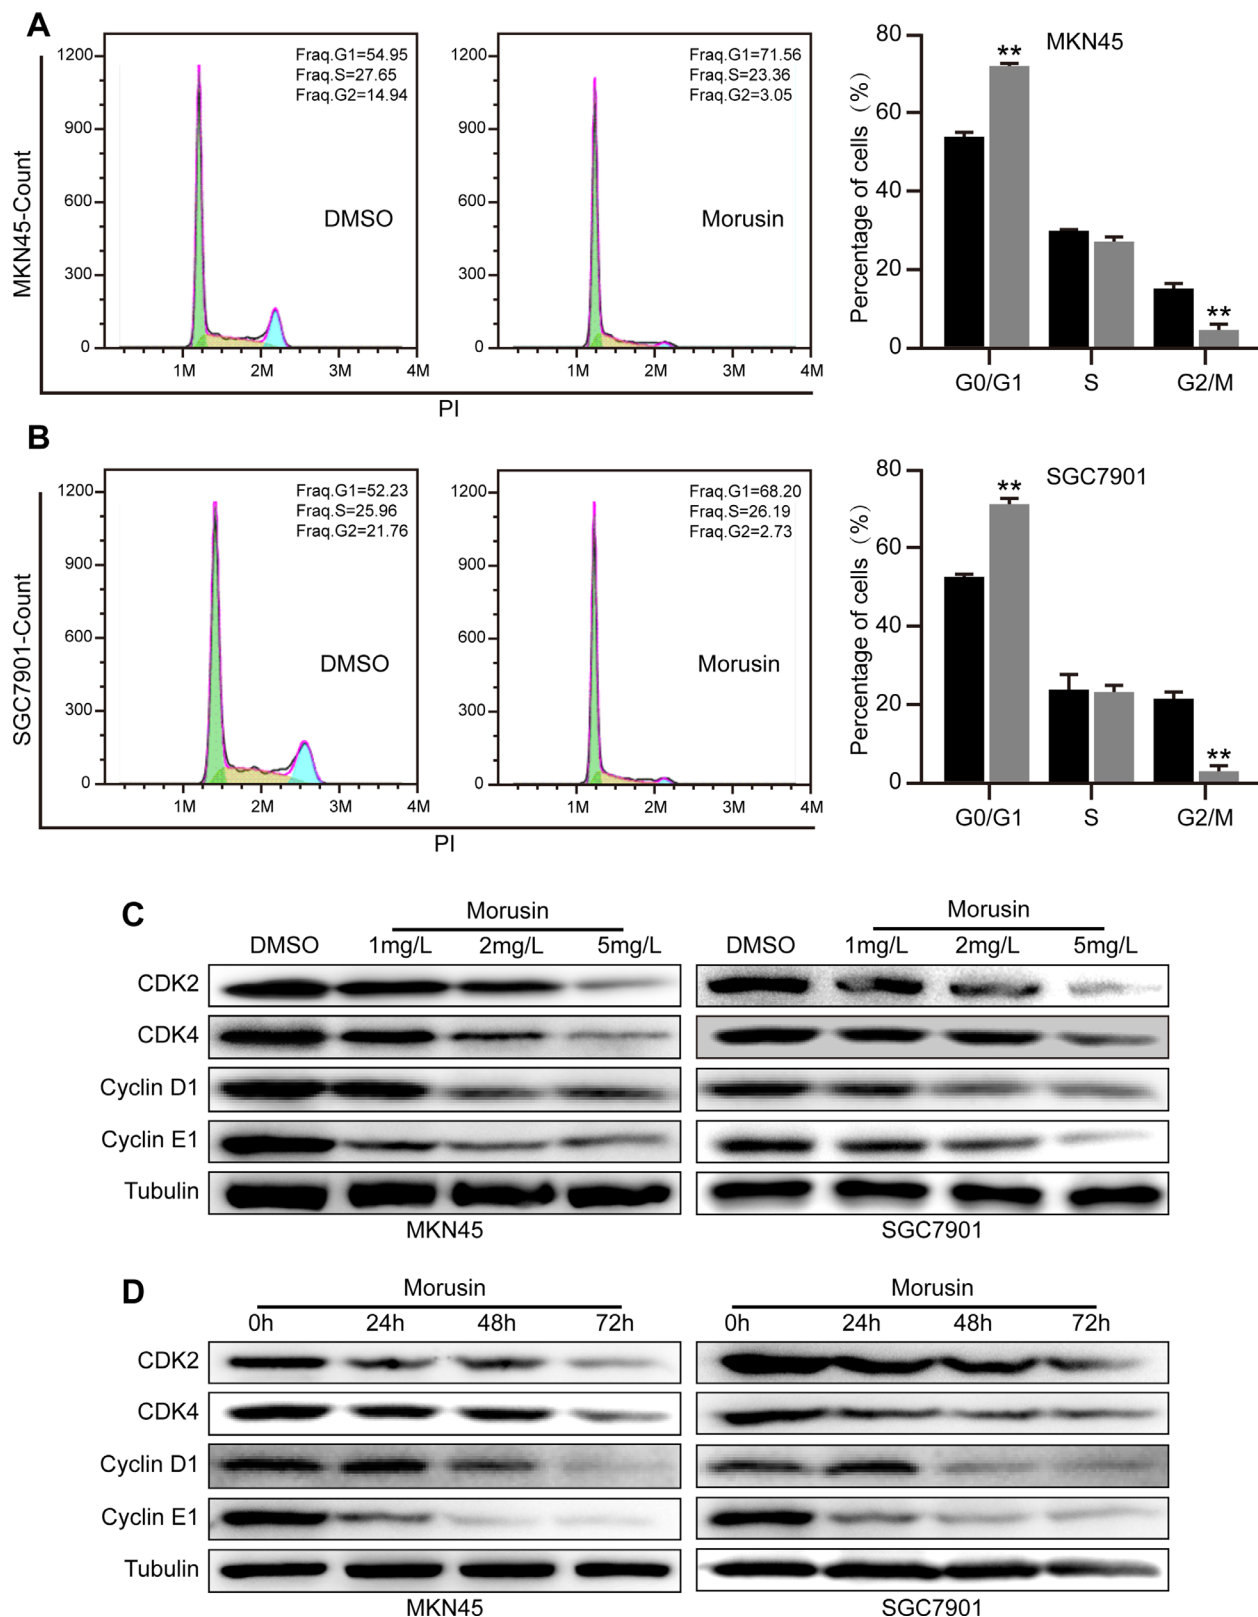 A
MKN45-Count
1200
900
600
300
0
Fraq.G1=54.95
Fraq.S=27.65
Fraq.G2=14.94
DMSO
1M 2M 3M 4M
1200
900
600
300
0
Fraq.G1=71.56
Fraq.S=23.36
Fraq.G2=3.05
Morusin
1M 2M 3M 4M
PI
Percentage of cells (%)
80
60
40
20
0
MKN45
**
**
G0/G1 S G2/M
B
SGC7901-Count
1200
900
600
300
0
Fraq.G1=52.23
Fraq.S=25.96
Fraq.G2=21.76
DMSO
1M 2M 3M 4M
1200
900
600
300
0
Fraq.G1=68.20
Fraq.S=26.19
Fraq.G2=2.73
Morusin
1M 2M 3M 4M
PI
Percentage of cells (%)
80
60
40
20
0
SGC7901
**
**
G0/G1 S G2/M
C
Morusin
DMSO 1mg/L 2mg/L 5mg/L
Morusin
DMSO 1mg/L 2mg/L 5mg/L
CDK2
CDK4
Cyclin D1
Cyclin E1
Tubulin
MKN45
SGC7901
D
Morusin
0h 24h 48h 72h
Morusin
0h 24h 48h 72h
CDK2
CDK4
Cyclin D1
Cyclin E1
Tubulin
MKN45
SGC7901